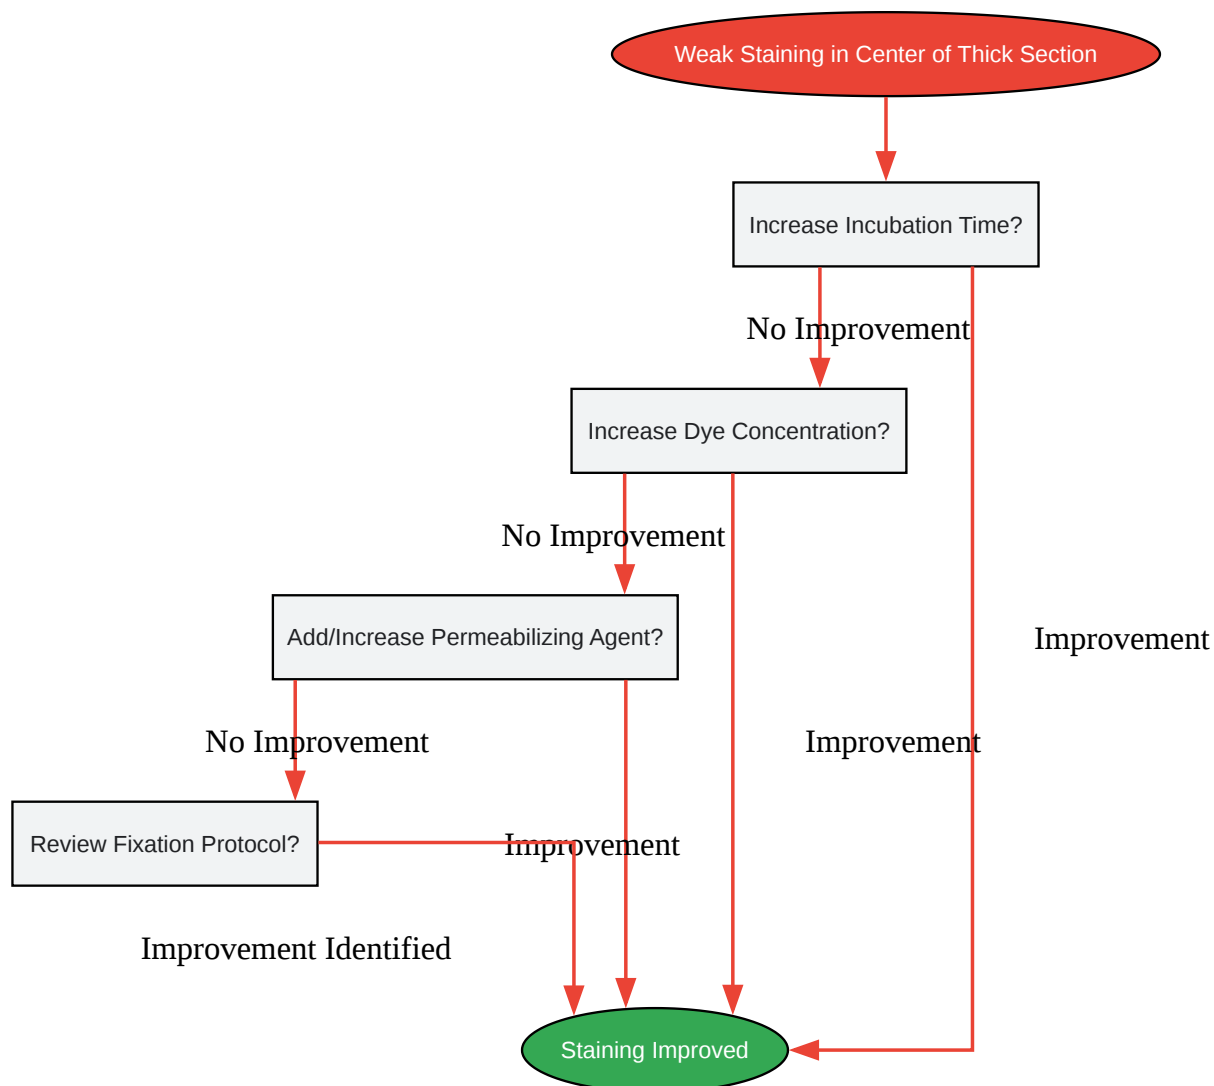 Weak Staining in Center of Thick Section
Increase Incubation Time?
No Improvement
Increase Dye Concentration?
No Improvement
Add/Increase Permeabilizing Agent?
Improvement
No Improvement
Improvement
Review Fixation Protocol?
Improvement
Improvement Identified
Staining Improved